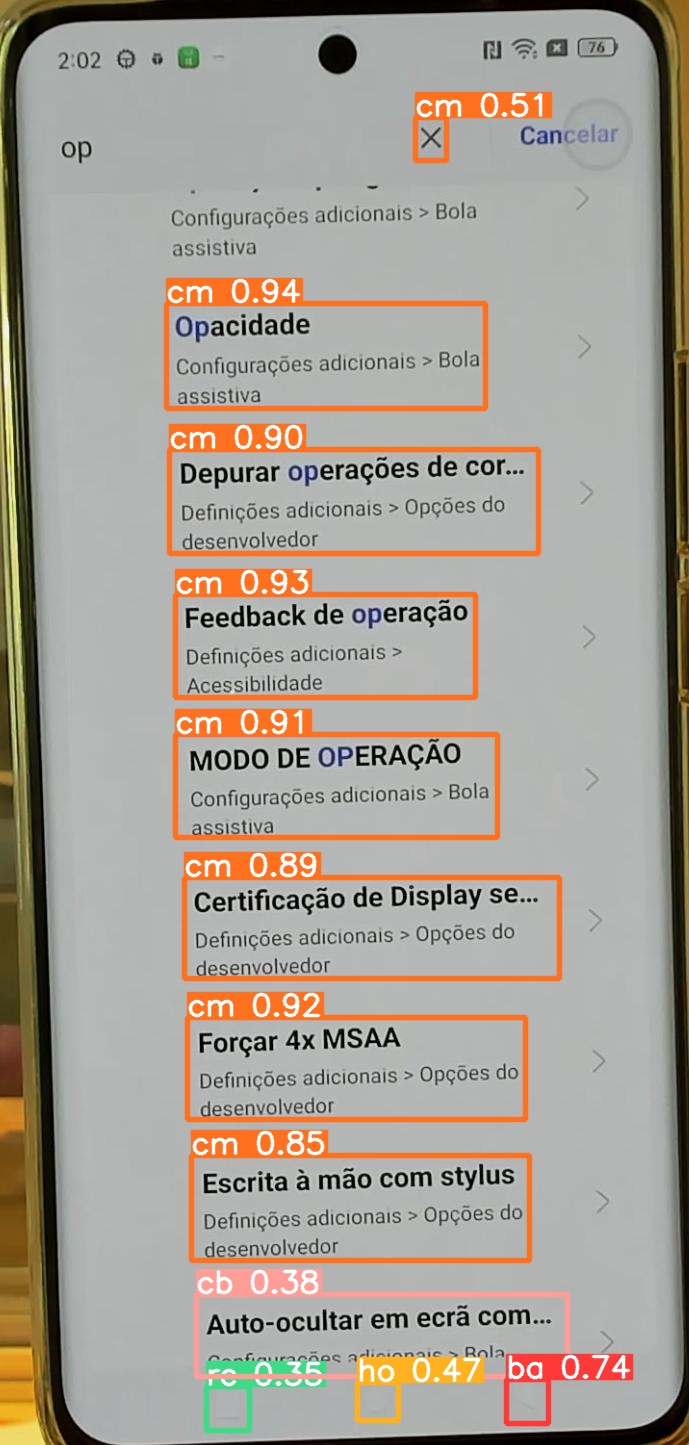 2:02
76
cm 0.51
op
Cancelar
Configurações adicionais > Bola
assistiva
cm 0.94
Opacidade
Configurações adicionais > Bola
assistiva
cm 0.90
Depurar operações de cor...
Definições adicionais > Opções do
desenvolvedor
cm 0.93
Feedback de operação
Definições adicionais >
Acessibilidade
cm 0.91
MODO DE OPERAÇÃO
Configurações adicionais > Bola
assistiva
cm 0.89
Certificação de Display se...
Definições adicionais > Opções do
desenvolvedor
cm 0.92
Forçar 4x MSAA
Definições adicionais > Opções do
desenvolvedor
cm 0.85
Escrita à mão com stylus
Definições adicionais > Opções do
desenvolvedor
cb 0.38
Auto-ocultar em ecrã com...
Configurações adicionais > Bola
rc 0.35
ho 0.47
ba 0.74